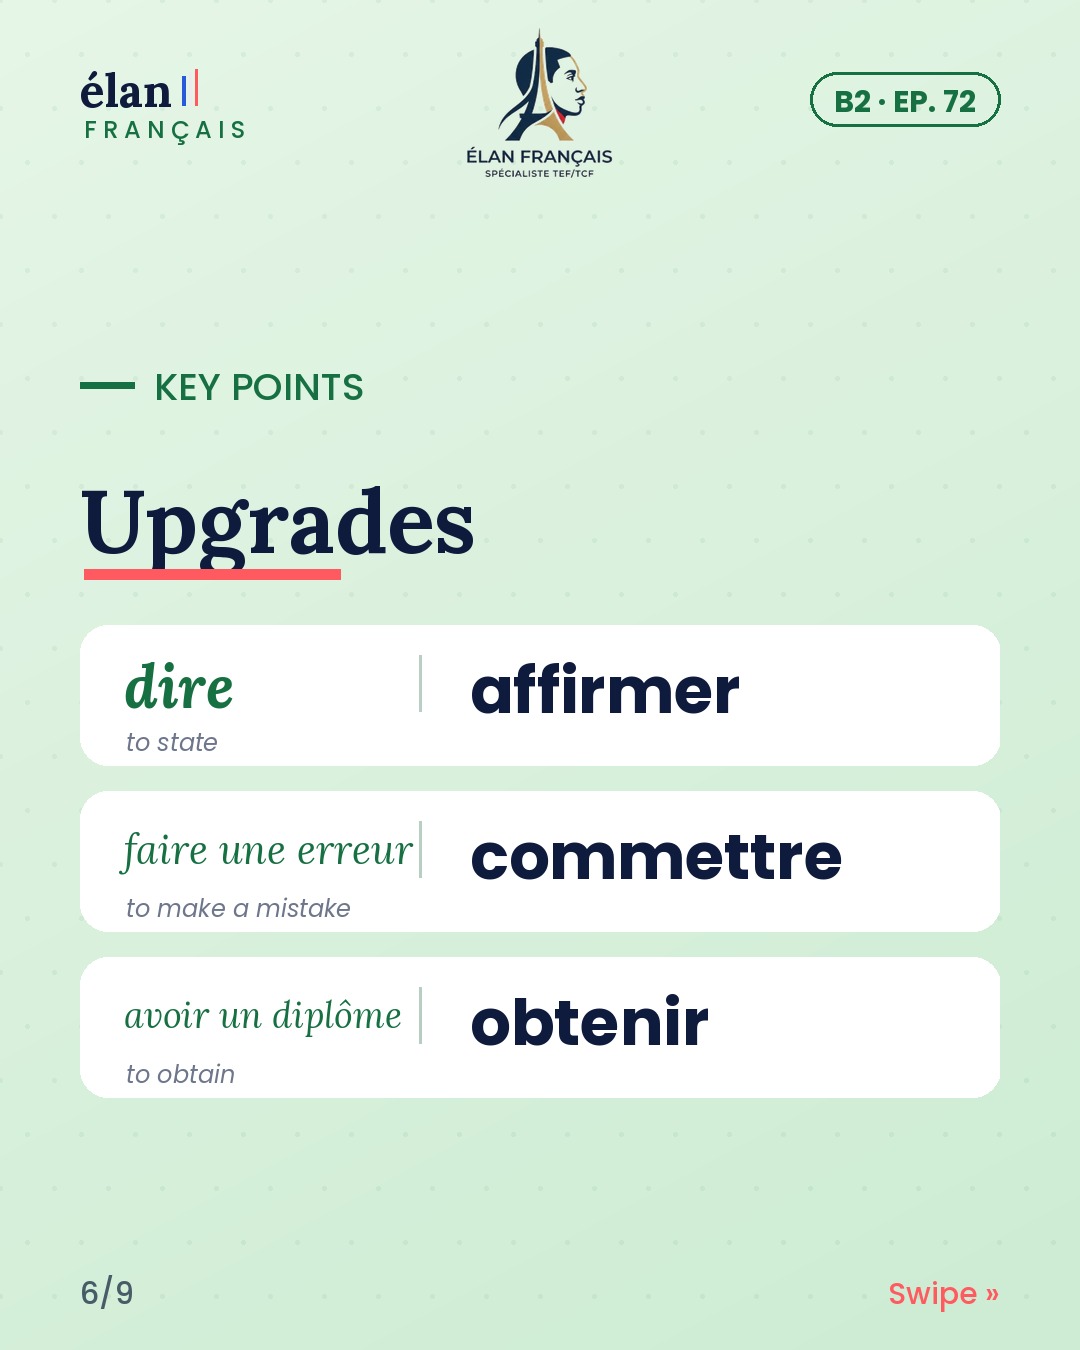 élan
FRANÇAIS
ÉLAN FRANÇAIS
SPÉCIALISTE TEF/TCF
B2 · EP. 72
KEY POINTS
Upgrades
dire
affirmer
to state
faire une erreur
commettre
to make a mistake
avoir un diplôme
obtenir
to obtain
6/9
Swipe »